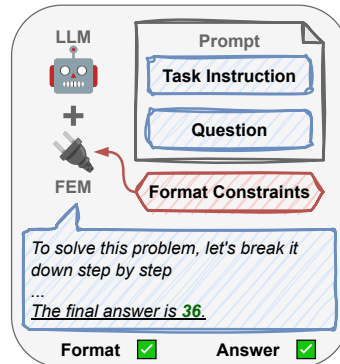 LLM
Prompt
Task Instruction
+
Question
FEM
Format Constraints
To solve this problem, let's break it
down step by step
...
The final answer is 36.
Format ✅ Answer ✅